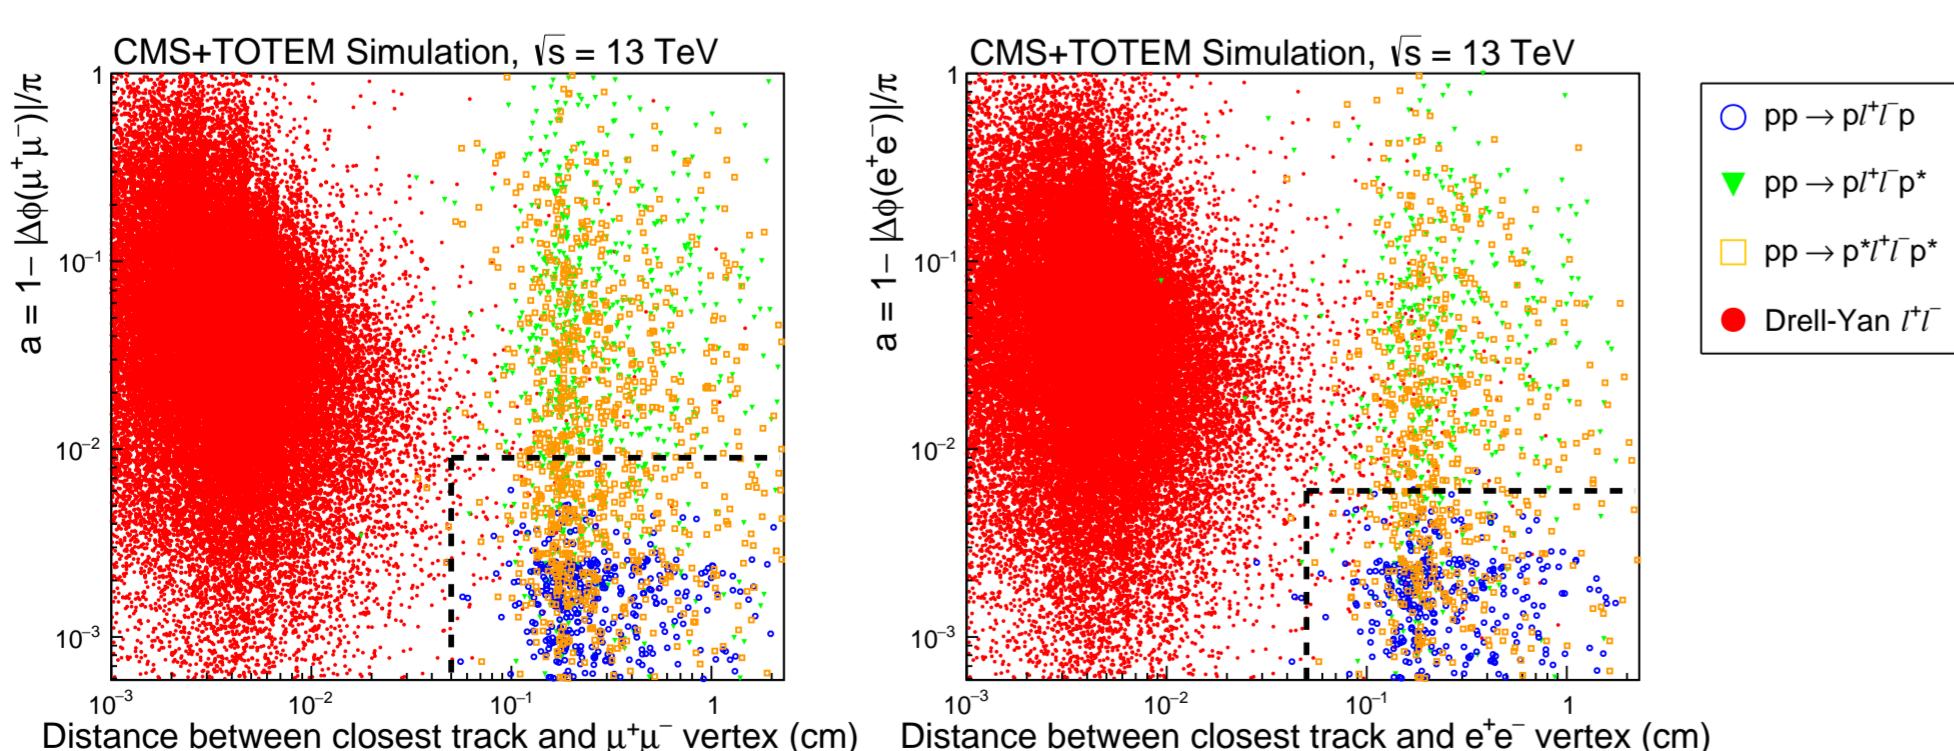 CMS+TOTEM Simulation, √s = 13 TeV
a = 1− |Δϕ(μ⁺μ⁻)|/π
1
10⁻¹
10⁻²
10⁻³
10⁻³ 10⁻² 10⁻¹ 1
Distance between closest track and μ⁺μ⁻ vertex (cm)
CMS+TOTEM Simulation, √s = 13 TeV
a = 1− |Δϕ(e⁺e⁻)|/π
1
10⁻¹
10⁻²
10⁻³
10⁻³ 10⁻² 10⁻¹ 1
Distance between closest track and e⁺e⁻ vertex (cm)
pp → pl⁺l⁻p
pp → pl⁺l⁻p*
pp → p*l⁺l⁻p*
Drell-Yan l⁺l⁻